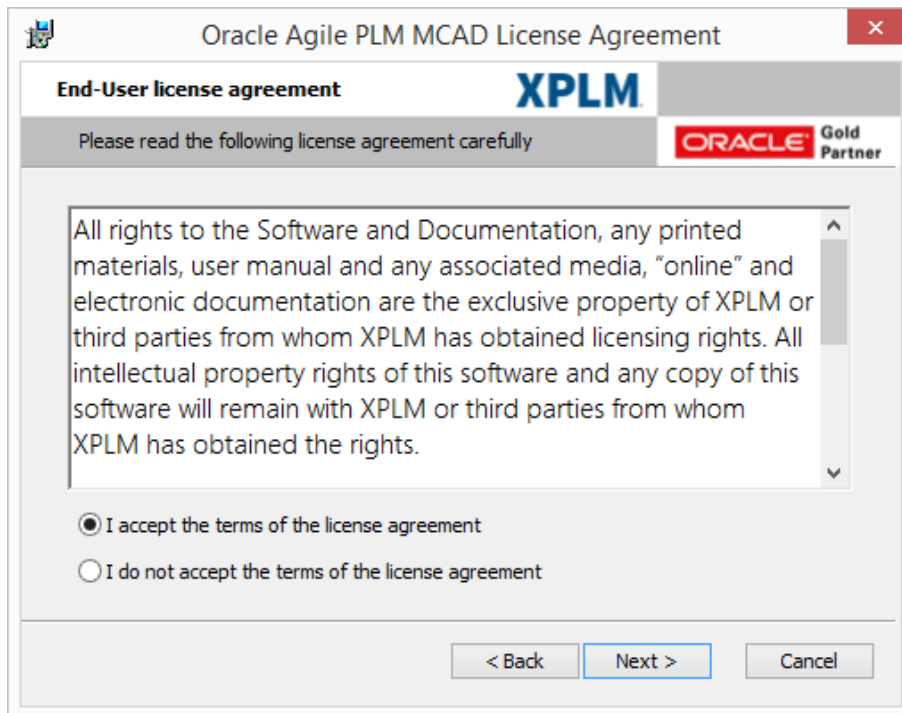 Oracle Agile PLM MCAD License Agreement
End-User license agreement
XPLM
Please read the following license agreement carefully
ORACLE Gold
Partner
All rights to the Software and Documentation, any printed
materials, user manual and any associated media, “online” and
electronic documentation are the exclusive property of XPLM or
third parties from whom XPLM has obtained licensing rights. All
intellectual property rights of this software and any copy of this
software will remain with XPLM or third parties from whom
XPLM has obtained the rights.
I accept the terms of the license agreement
I do not accept the terms of the license agreement
< Back
Next >
Cancel